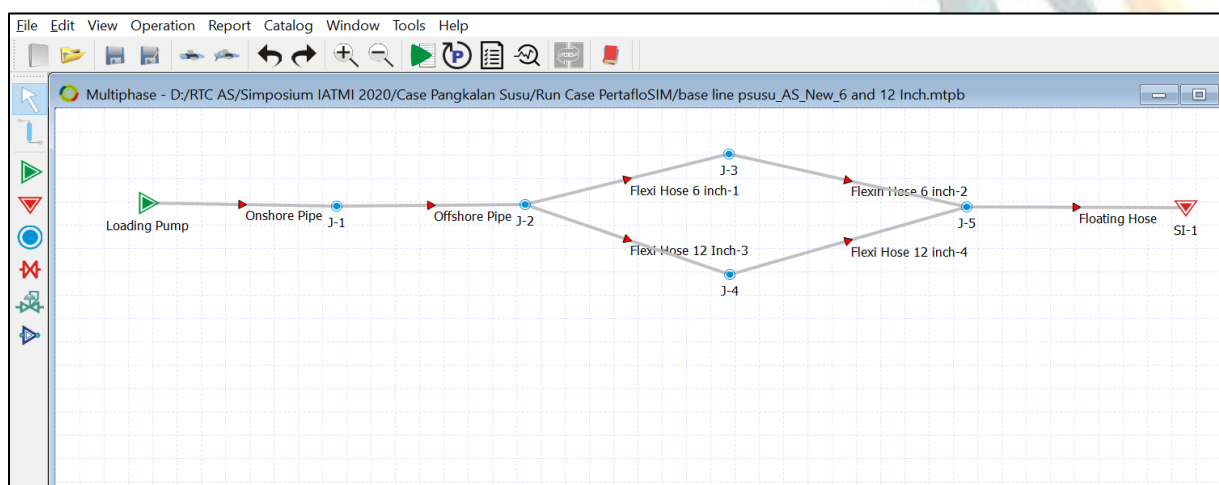 File Edit View Operation Report Catalog Window Tools Help
P
Multiphase - D:/RTC AS/Simposium IATMI 2020/Case Pangkalan Susu/Run Case PertafloSIM/base line psusu_AS_New_6 and 12 Inch.mtpb
J-3
Flexi Hose 6 inch-1
Flexin Hose 6 inch-2
Loading Pump
Onshore Pipe
J-1
Offshore Pipe
J-2
J-5
Floating Hose
SI-1
Flexi Hose 12 Inch-3
Flexi Hose 12 inch-4
J-4